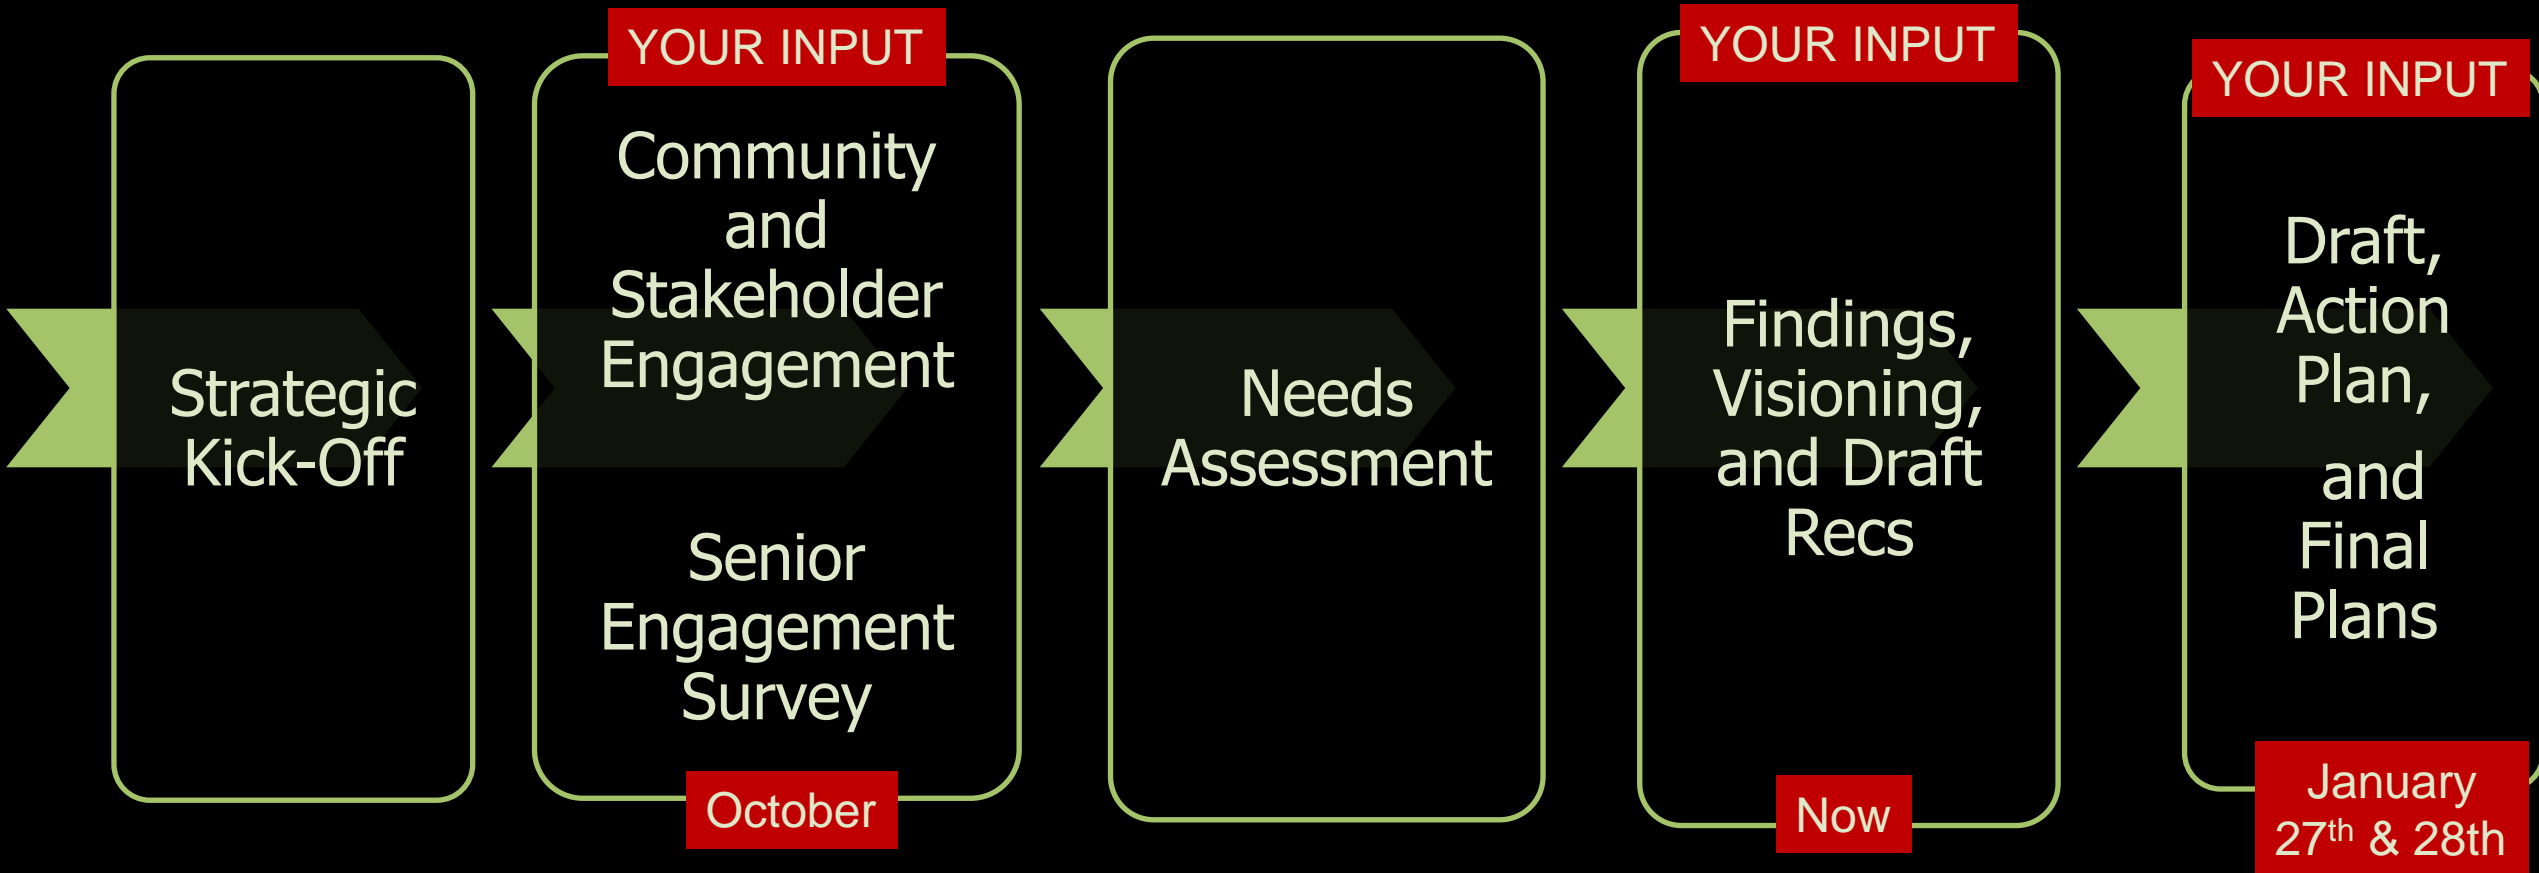 Strategic
Kick-Off
YOUR INPUT
Community
and
Stakeholder
Engagement
Senior
Engagement
Survey
October
Needs
Assessment
YOUR INPUT
Findings,
Visioning,
and Draft
Recs
Now
YOUR INPUT
Draft,
Action
Plan,
and
Final
Plans
January
27th & 28th